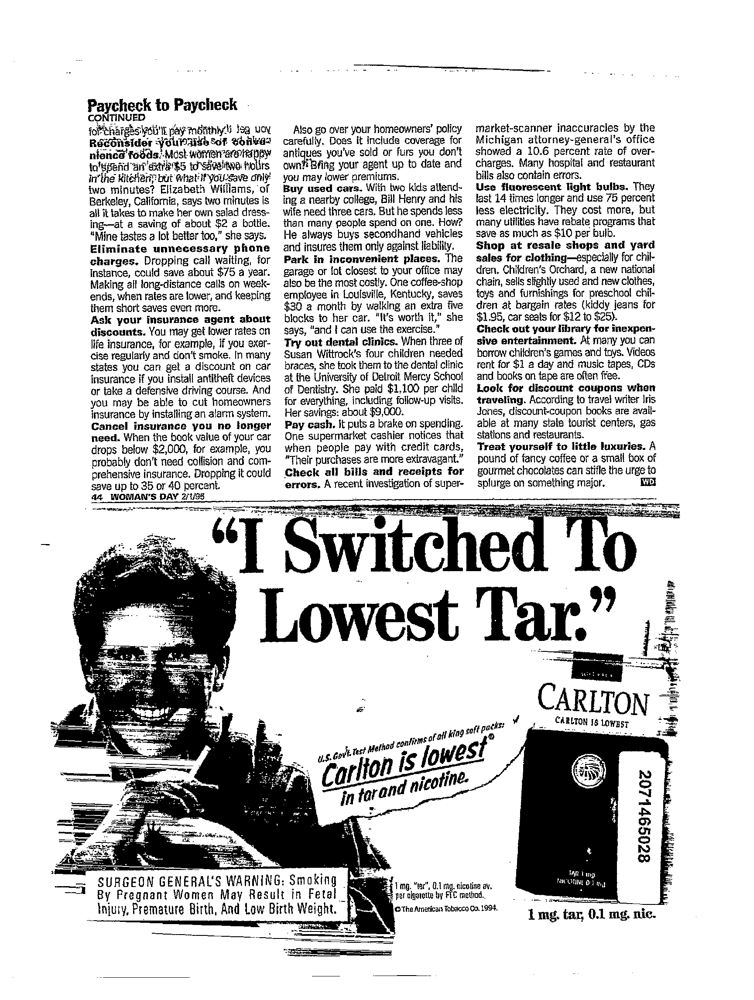 Paycheck to Paycheck
CONTINUED
for charges you'll pay monthly.
Reconsider your use of conve-
nience foods. Most women are happy
to spend an extra $5 to save two hours
in the kitchen, but what if you save only
two minutes? Elizabeth Williams, of
Berkeley, California, says two minutes is
all it takes to make her own salad dress-
ing—at a saving of about $2 a bottle.
"Mine tastes a lot better too," she says.
Eliminate unnecessary phone
charges. Dropping call waiting, for
instance, could save about $75 a year.
Making all long-distance calls on week-
ends, when rates are lower, and keeping
them short saves even more.
Ask your insurance agent about
discounts. You may get lower rates on
life insurance, for example, if you exer-
cise regularly and don't smoke. In many
states you can get a discount on car
insurance if you install antitheft devices
or take a defensive driving course. And
you may be able to cut homeowners
insurance by installing an alarm system.
Cancel insurance you no longer
need. When the book value of your car
drops below $2,000, for example, you
probably don't need collision and com-
prehensive insurance. Dropping it could
save up to 35 or 40 percent.
44 WOMAN'S DAY 2/1/95
Also go over your homeowners' policy
carefully. Does it include coverage for
antiques you've sold or furs you don't
own? Bring your agent up to date and
you may lower premiums.
Buy used cars. With two kids attend-
ing a nearby college, Bill Henry and his
wife need three cars. But he spends less
than many people spend on one. How?
He always buys secondhand vehicles
and insures them only against liability.
Park in inconvenient places. The
garage or lot closest to your office may
also be the most costly. One coffee-shop
employee in Louisville, Kentucky, saves
$30 a month by walking an extra five
blocks to her car. "It's worth it," she
says, "and I can use the exercise."
Try out dental clinics. When three of
Susan Wittrock's four children needed
braces, she took them to the dental clinic
at the University of Detroit Mercy School
of Dentistry. She paid $1,100 per child
for everything, including follow-up visits.
Her savings: about $9,000.
Pay cash. It puts a brake on spending.
One supermarket cashier notices that
when people pay with credit cards,
"Their purchases are more extravagant."
Check all bills and receipts for
errors. A recent investigation of super-
market-scanner inaccuracies by the
Michigan attorney-general's office
showed a 10.6 percent rate of over-
charges. Many hospital and restaurant
bills also contain errors.
Use fluorescent light bulbs. They
last 14 times longer and use 75 percent
less electricity. They cost more, but
many utilities have rebate programs that
save as much as $10 per bulb.
Shop at resale shops and yard
sales for clothing—especially for chil-
dren. Children's Orchard, a new national
chain, sells slightly used and new clothes,
toys and furnishings for preschool chil-
dren at bargain rates (kiddy jeans for
$1.95, car seats for $12 to $25).
Check out your library for inexpen-
sive entertainment. At many you can
borrow children's games and toys. Videos
rent for $1 a day and music tapes, CDs
and books on tape are often free.
Look for discount coupons when
traveling. According to travel writer Iris
Jones, discount-coupon books are avail-
able at many state tourist centers, gas
stations and restaurants.
Treat yourself to little luxuries. A
pound of fancy coffee or a small box of
gourmet chocolates can stifle the urge to
splurge on something major. WD
"I Switched To
Lowest Tar."
U.S. Gov't. Test Method confirms of all king soft packs:
Carlton is lowest®
in tar and nicotine.
CARLTON
CARLTON IS LOWEST
TAR 1 mg
NICOTINE 0.1 mg
2071465028
SURGEON GENERAL'S WARNING: Smoking
By Pregnant Women May Result in Fetal
Injury, Premature Birth, And Low Birth Weight.
1 mg. "tar", 0.1 mg. nicotine av.
per cigarette by FTC method.
© The American Tobacco Co. 1994.
1 mg. tar, 0.1 mg. nic.